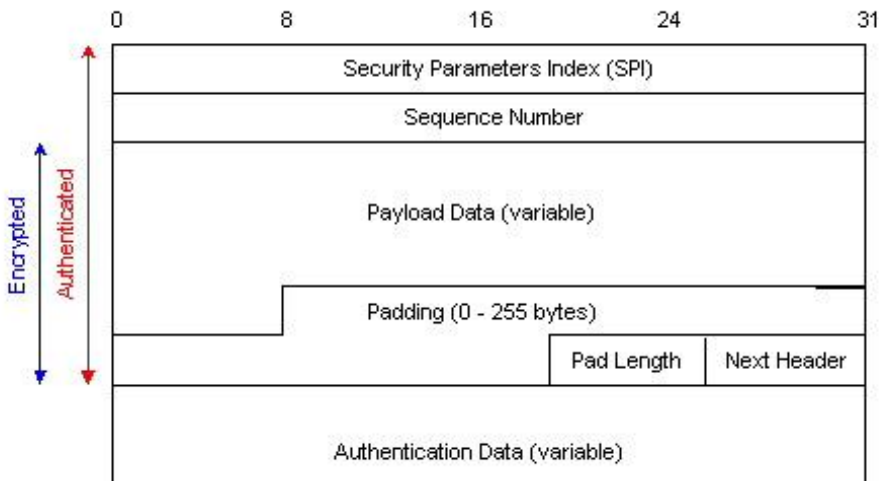 0 8 16 24 31
Security Parameters Index (SPI)
Sequence Number
Encrypted
Authenticated
Payload Data (variable)
Padding (0 - 255 bytes)
Pad Length Next Header
Authentication Data (variable)